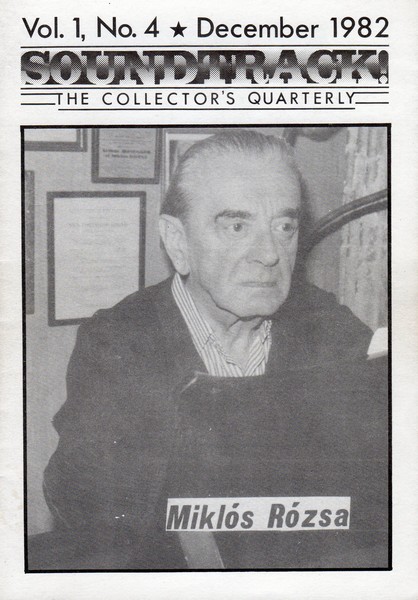 Vol. 1, No. 4 ★ December 1982
SOUNDTRACK!
THE COLLECTOR'S QUARTERLY
Miklós Rózsa